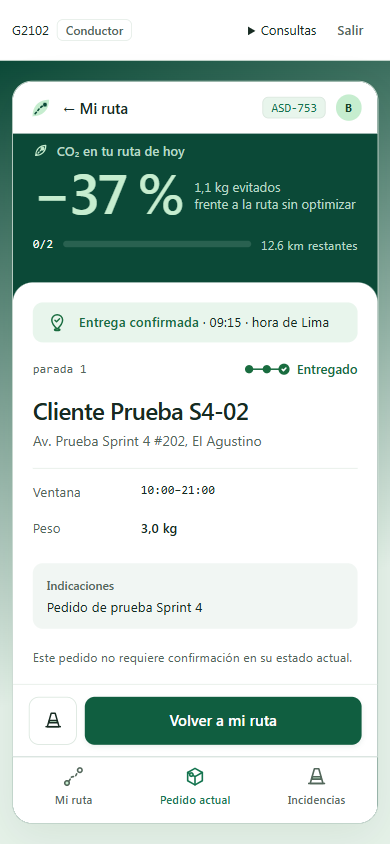 G2102 Conductor ▶ Consultas Salir
← Mi ruta ASD-753 B
CO₂ en tu ruta de hoy
−37 % 1,1 kg evitados
frente a la ruta sin optimizar
0/2 12.6 km restantes
Entrega confirmada · 09:15 · hora de Lima
parada 1 Entregado
Cliente Prueba S4-02
Av. Prueba Sprint 4 #202, El Agustino
Ventana 10:00–21:00
Peso 3,0 kg
Indicaciones
Pedido de prueba Sprint 4
Este pedido no requiere confirmación en su estado actual.
Volver a mi ruta
Mi ruta Pedido actual Incidencias